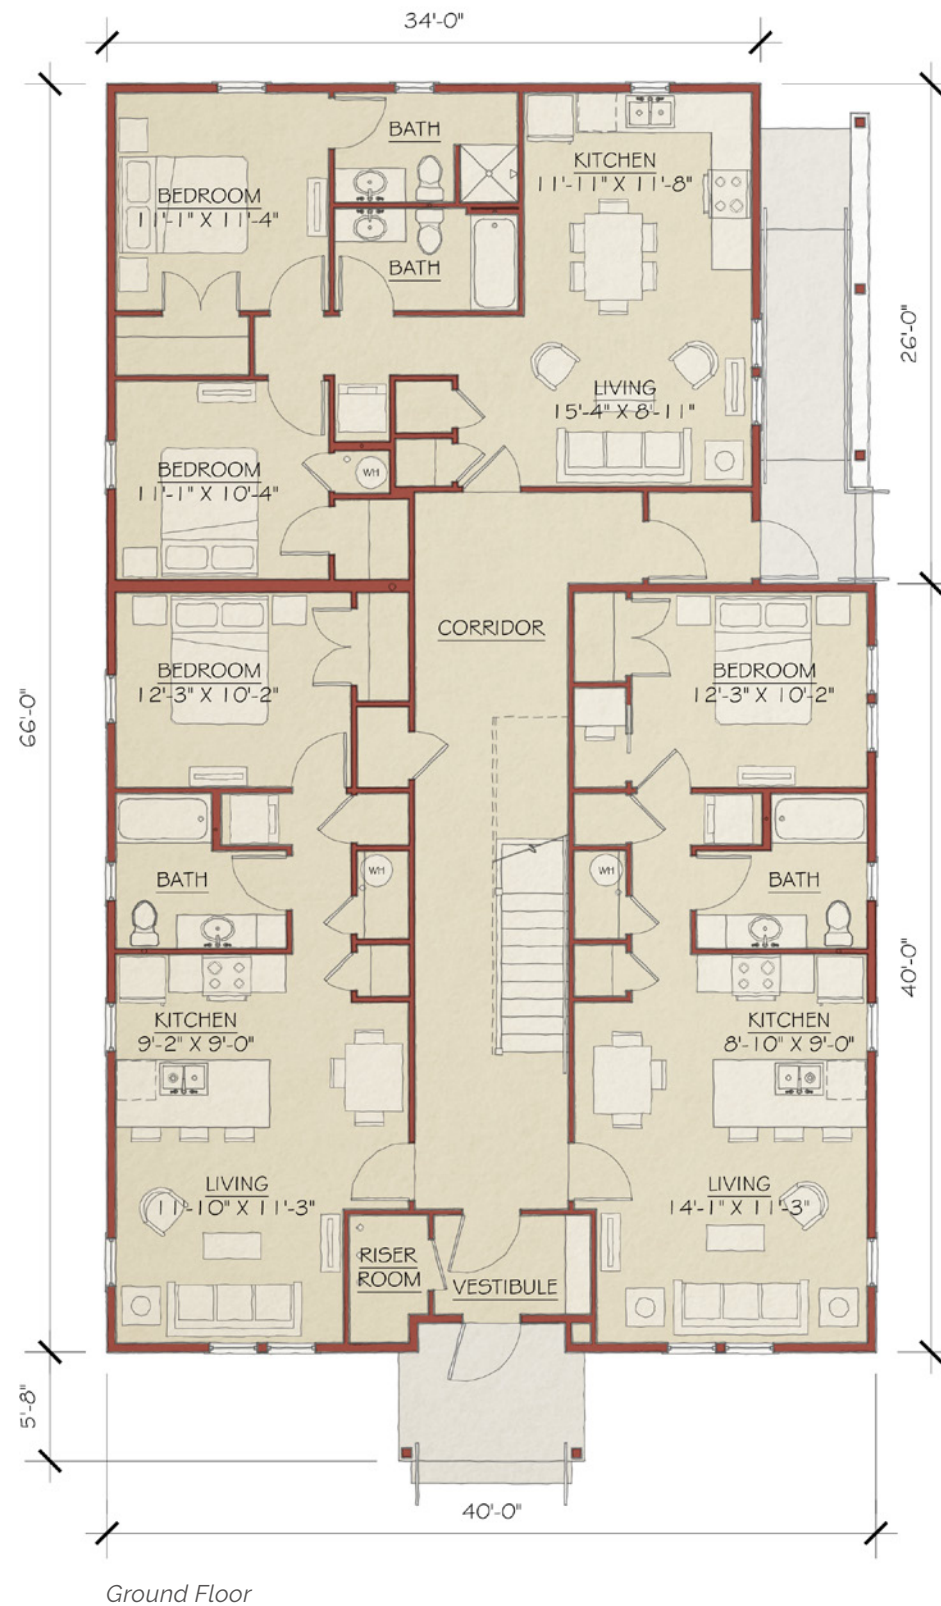 34'-0"
BATH
KITCHEN
11'-11" X 11'-8"
BEDROOM
11'-1" X 11'-4"
BATH
26'-0"
LIVING
15'-4" X 8'-11"
BEDROOM
11'-1" X 10'-4"
WH
CORRIDOR
BEDROOM
12'-3" X 10'-2"
BEDROOM
12'-3" X 10'-2"
66'-0"
BATH
WH
WH
BATH
40'-0"
KITCHEN
9'-2" X 9'-0"
KITCHEN
8'-10" X 9'-0"
LIVING
11'-10" X 11'-3"
LIVING
14'-1" X 11'-3"
RISER
ROOM
VESTIBULE
5'-8"
40'-0"
Ground Floor